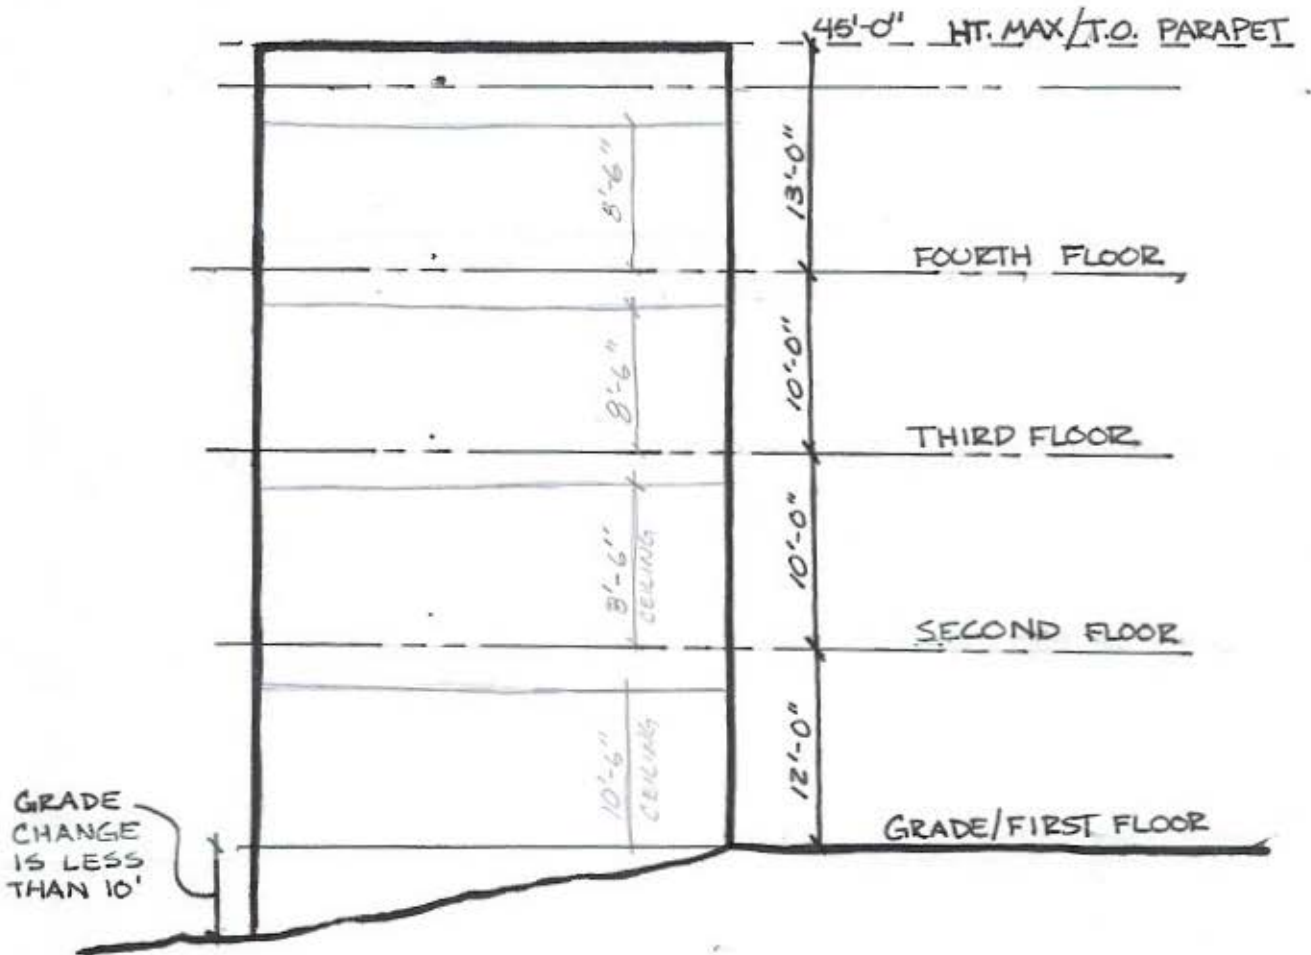 45'-0" HT. MAX/T.O. PARAPET
8'-6"
13'-0"
FOURTH FLOOR
8'-6"
10'-0"
THIRD FLOOR
8'-6"
CEILING
10'-0"
SECOND FLOOR
10'-6"
CEILING
12'-0"
GRADE/FIRST FLOOR
GRADE
CHANGE
IS LESS
THAN 10'